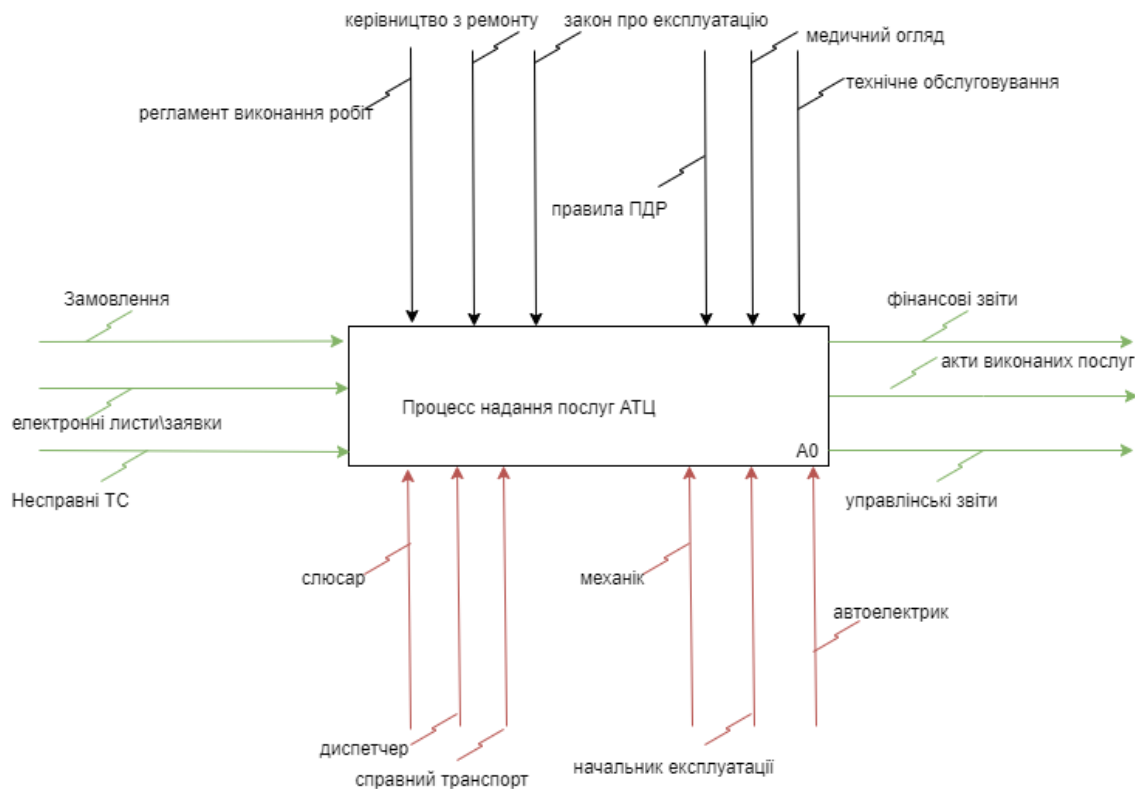 керівництво з ремонту
закон про експлуатацію
медичний огляд
технічне обслуговування
регламент виконання робіт
правила ПДР
Замовлення
фінансові звіти
акти виконаних послуг
Процесс надання послуг АТЦ
електронні листи\заявки
A0
Несправні ТС
управлінські звіти
слюсар
механік
автоелектрик
диспетчер
справний транспорт
начальник експлуатації